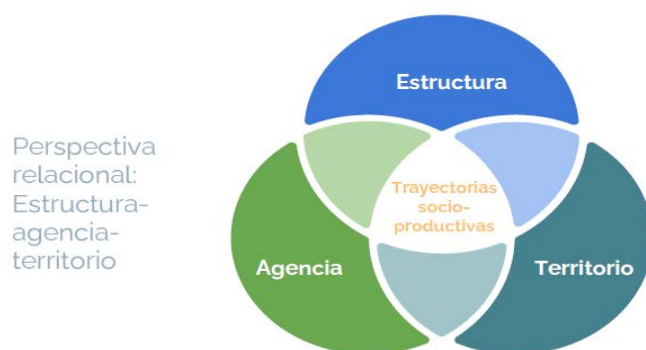 Perspectiva
relacional:
Estructura-
agencia-
territorio
Estructura
Trayectorias
socio-
productivas
Agencia
Territorio